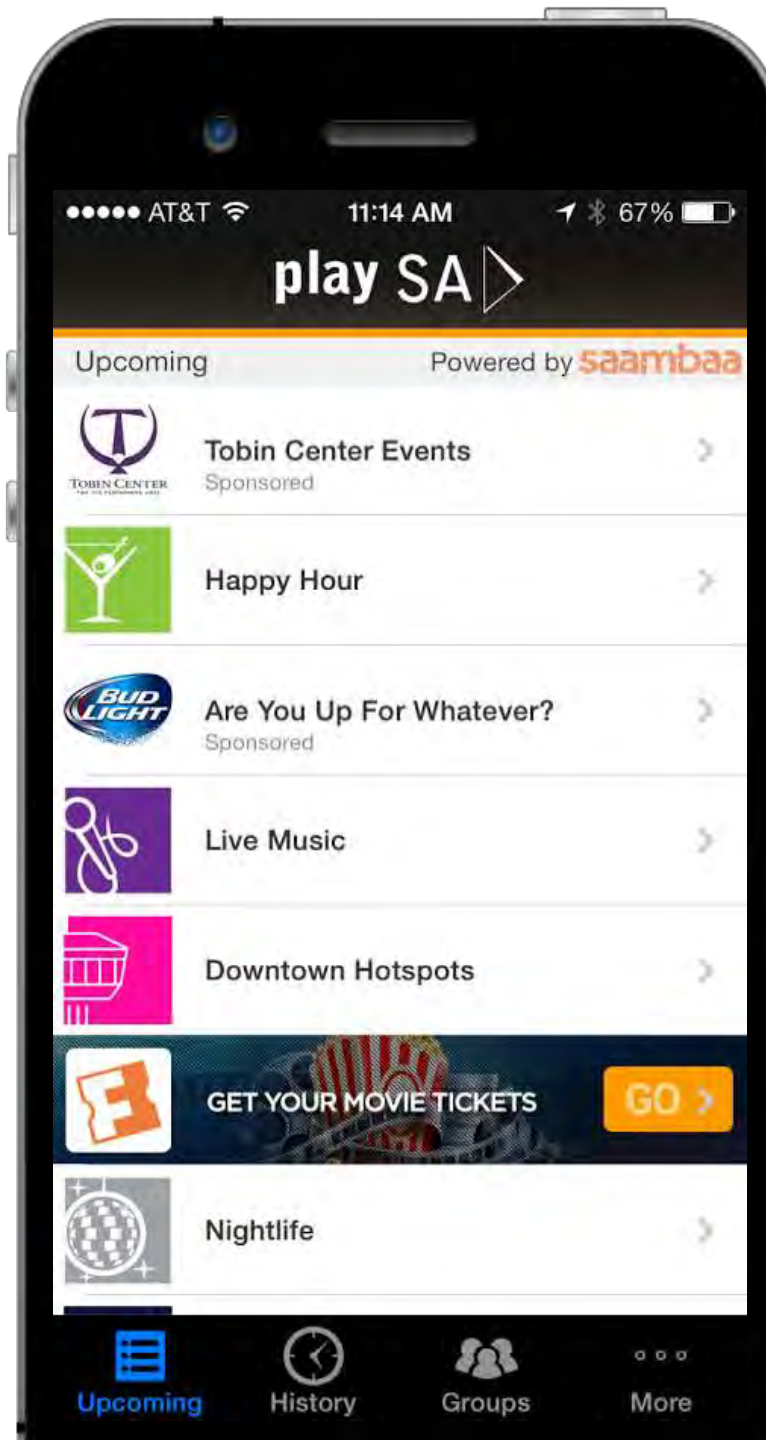 AT&T 11:14 AM 67%
play SA
Upcoming Powered by saambaa
TOBIN CENTER
Tobin Center Events
Sponsored
Happy Hour
BUD
LIGHT
Are You Up For Whatever?
Sponsored
Live Music
Downtown Hotspots
F
GET YOUR MOVIE TICKETS GO
Nightlife
Upcoming History Groups More